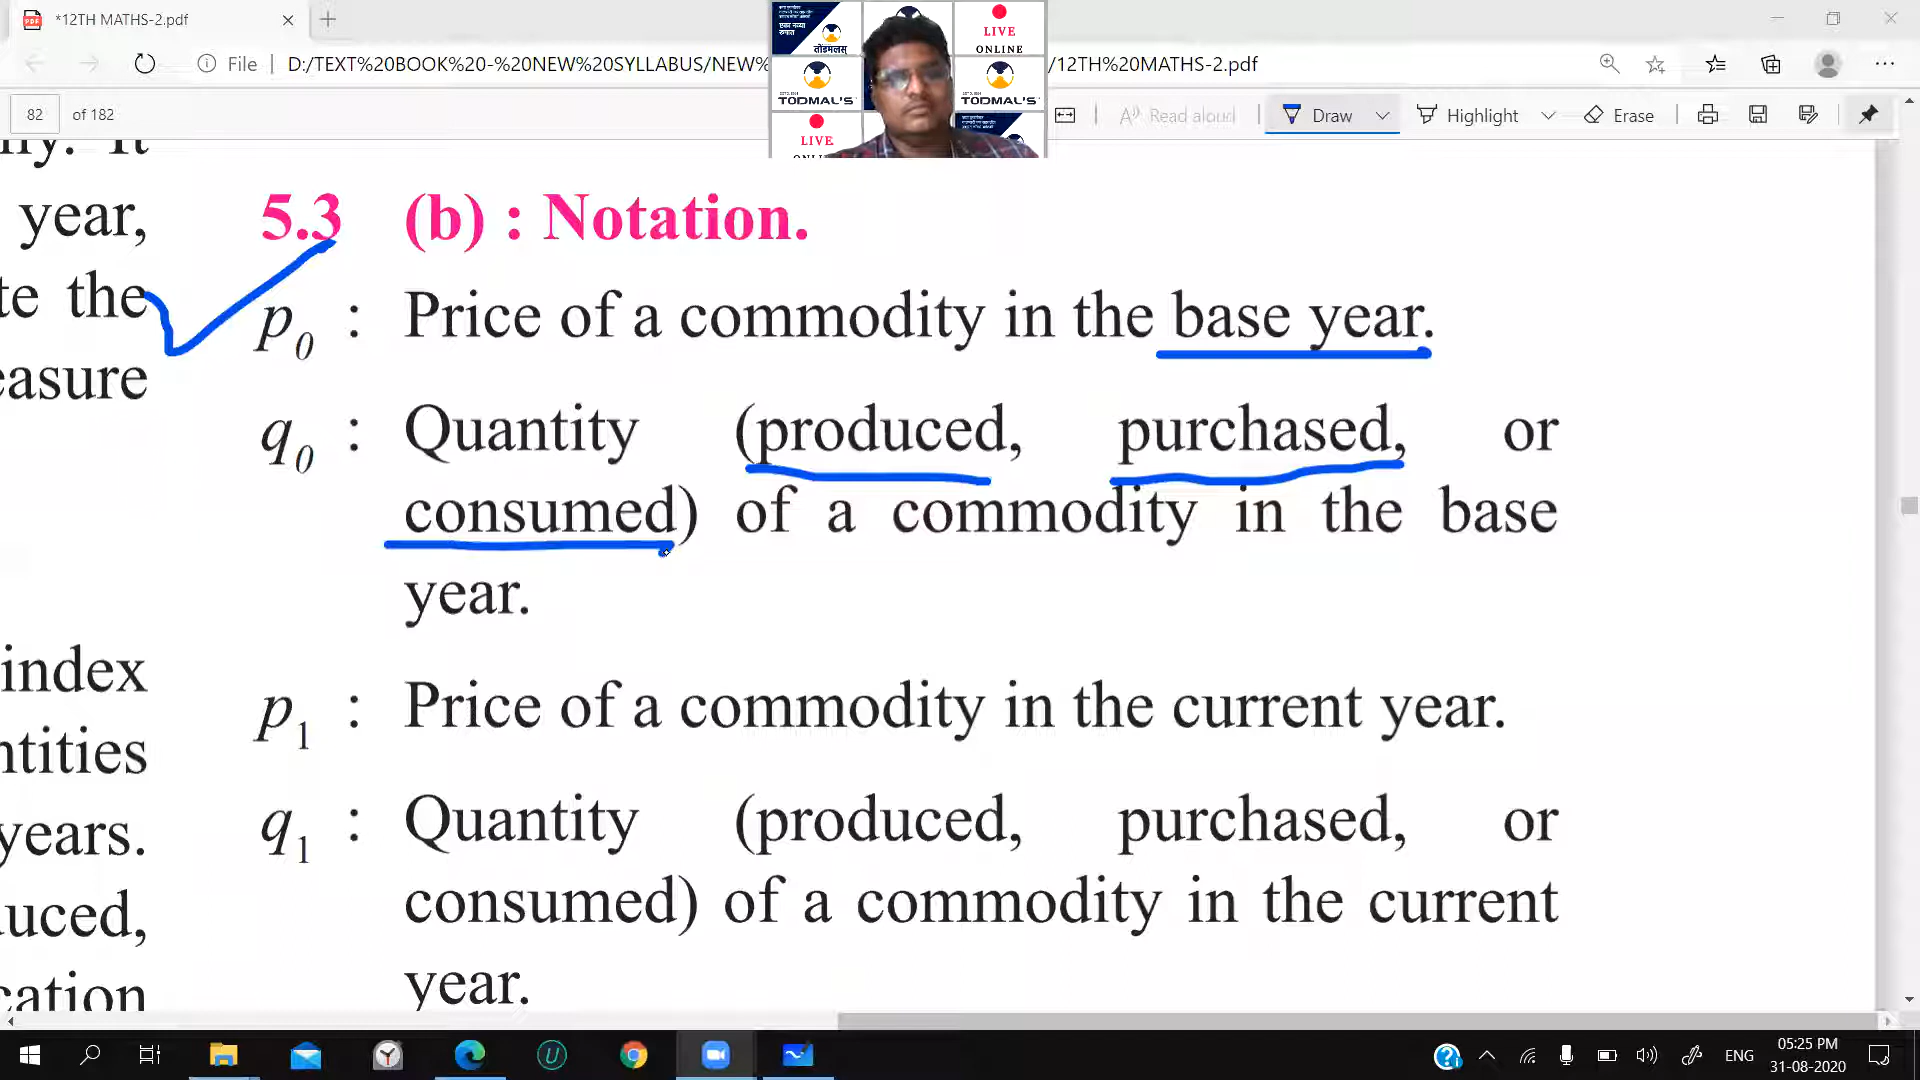 *12TH MATHS-2.pdf
File
D:/TEXT%20BOOK%20-%20NEW%20SYLLABUS/NEW%
/12TH%20MATHS-2.pdf
82
of 182
Read aloud
Draw
Highlight
Erase
तोडमलस्
LIVE
ONLINE
TODMAL'S
TODMAL'S
LIVE
year,
te the
easure
index
ntities
years.
uced,
cation
5.3 (b) : Notation.
p0 : Price of a commodity in the base year.
q0 : Quantity (produced, purchased, or
consumed) of a commodity in the base
year.
p1 : Price of a commodity in the current year.
q1 : Quantity (produced, purchased, or
consumed) of a commodity in the current
year.
ENG
05:25 PM
31-08-2020